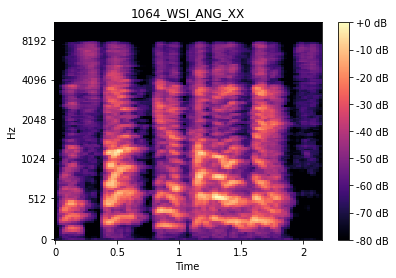 1064_WSI_ANG_XX
8192
4096
2048
1024
512
0
Hz
0
0.5
1
1.5
2
Time
+0 dB
-10 dB
-20 dB
-30 dB
-40 dB
-50 dB
-60 dB
-70 dB
-80 dB